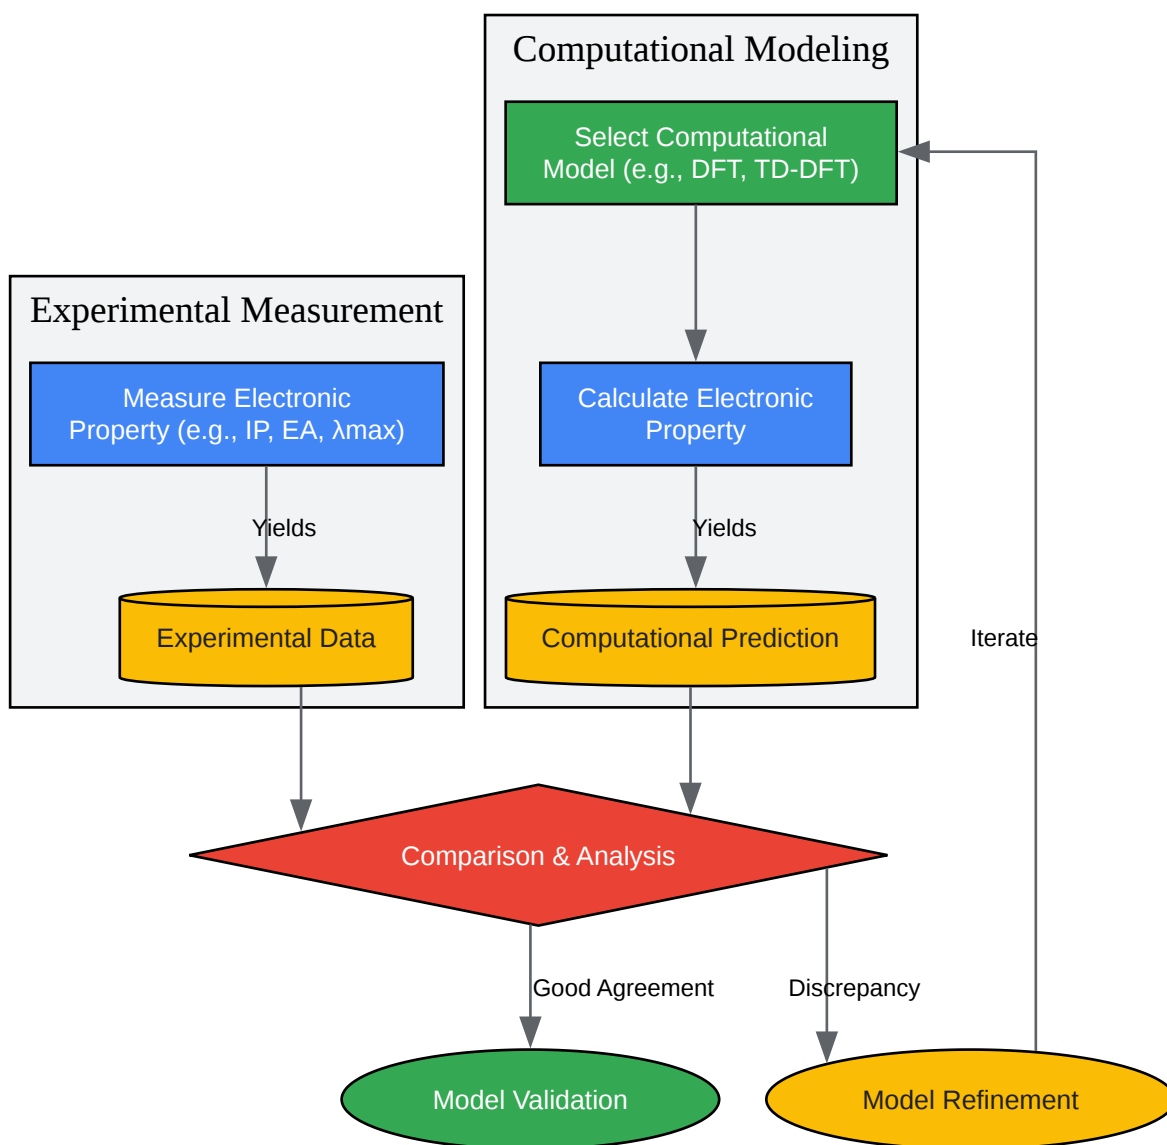 Computational Modeling
Select Computational
Model (e.g., DFT, TD-DFT)
Experimental Measurement
Measure Electronic
Property (e.g., IP, EA, λmax)
Calculate Electronic
Property
Yields
Yields
Experimental Data
Computational Prediction
Iterate
Comparison & Analysis
Good Agreement
Discrepancy
Model Validation
Model Refinement